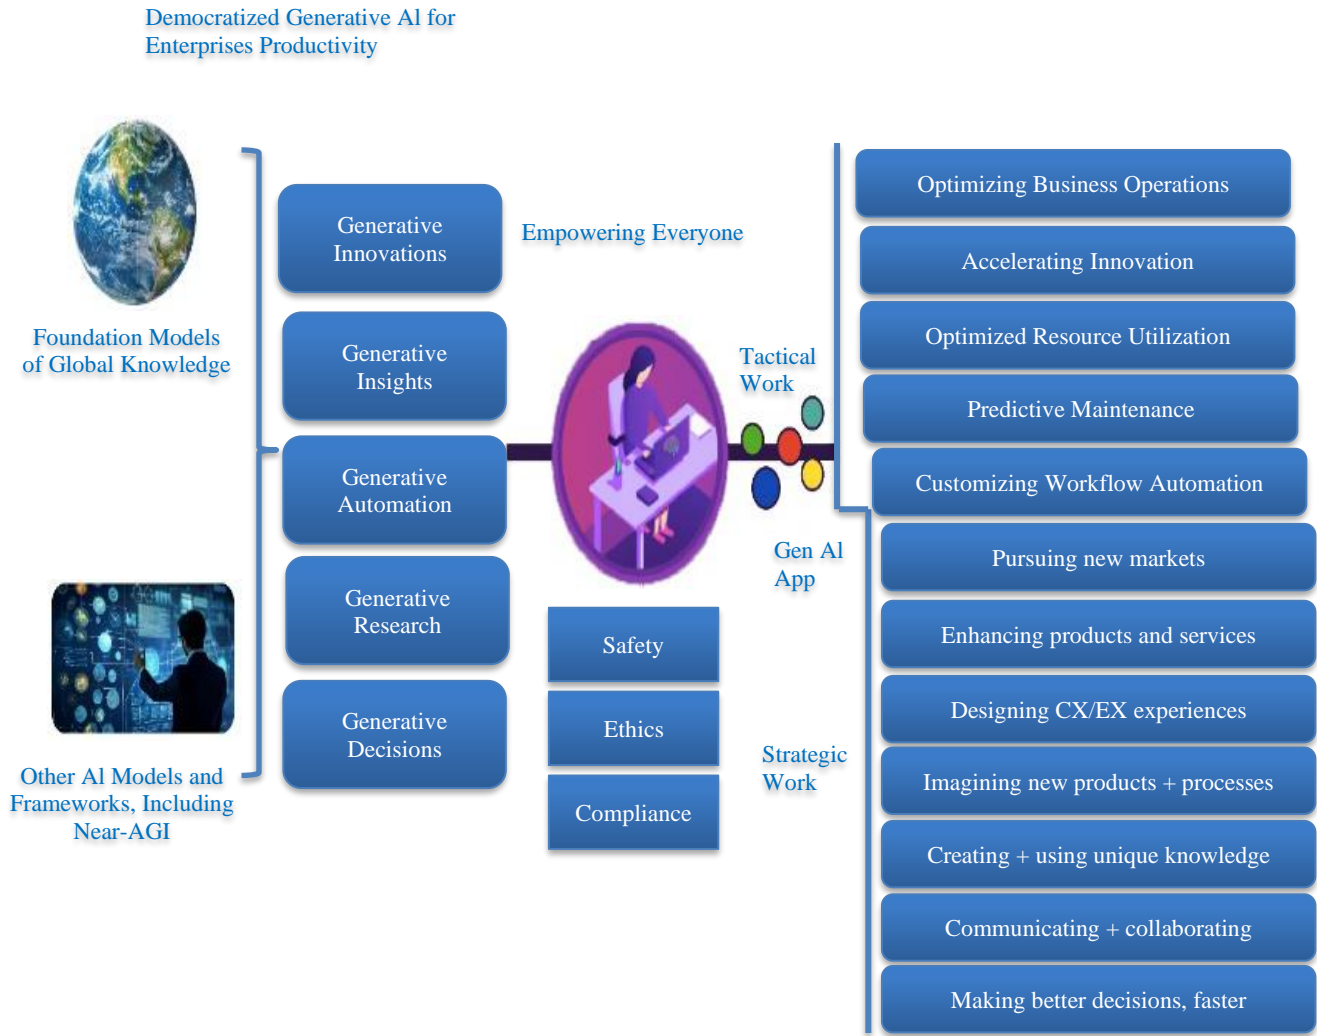 Democratized Generative Al for
Enterprises Productivity
Foundation Models
of Global Knowledge
Other Al Models and
Frameworks, Including
Near-AGI
Generative
Innovations
Generative
Insights
Generative
Automation
Generative
Research
Generative
Decisions
Empowering Everyone
Safety
Ethics
Compliance
Tactical
Work
Gen Al
App
Strategic
Work
Optimizing Business Operations
Accelerating Innovation
Optimized Resource Utilization
Predictive Maintenance
Customizing Workflow Automation
Pursuing new markets
Enhancing products and services
Designing CX/EX experiences
Imagining new products + processes
Creating + using unique knowledge
Communicating + collaborating
Making better decisions, faster